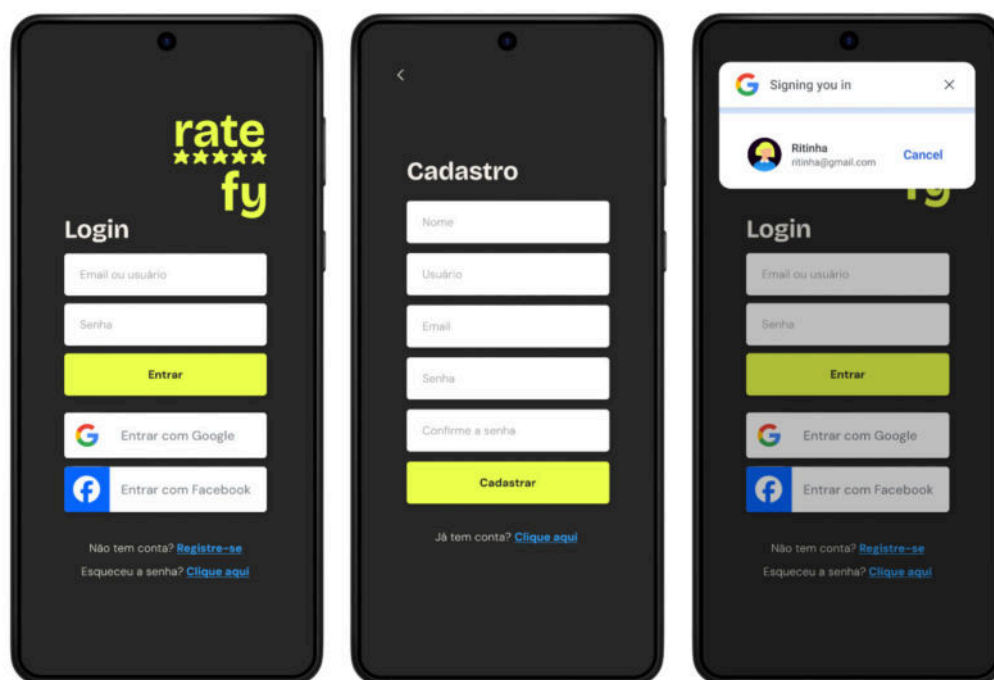 rate
fy
Login
Email ou usuário
Senha
Entrar
Entrar com Google
Entrar com Facebook
Não tem conta? Registre-se
Esqueceu a senha? Clique aqui
Cadastro
Nome
Usuário
Email
Senha
Confirme a senha
Cadastrar
Já tem conta? Clique aqui
Signing you in
Ritinha
ritinha@gmail.com
Cancel
fy
Login
Email ou usuário
Senha
Entrar
Entrar com Google
Entrar com Facebook
Não tem conta? Registre-se
Esqueceu a senha? Clique aqui